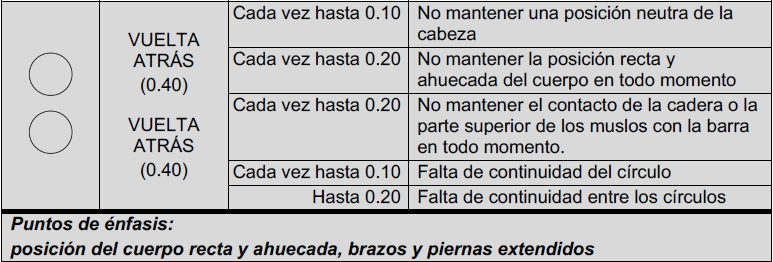 VUELTA
ATRÁS
(0.40)
VUELTA
ATRÁS
(0.40)
Cada vez hasta 0.10 No mantener una posición neutra de la
cabeza
Cada vez hasta 0.20 No mantener la posición recta y
ahuecada del cuerpo en todo momento
Cada vez hasta 0.20 No mantener el contacto de la cadera o la
parte superior de los muslos con la barra
en todo momento.
Cada vez hasta 0.10 Falta de continuidad del círculo
Hasta 0.20 Falta de continuidad entre los círculos
Puntos de énfasis:
posición del cuerpo recta y ahuecada, brazos y piernas extendidos